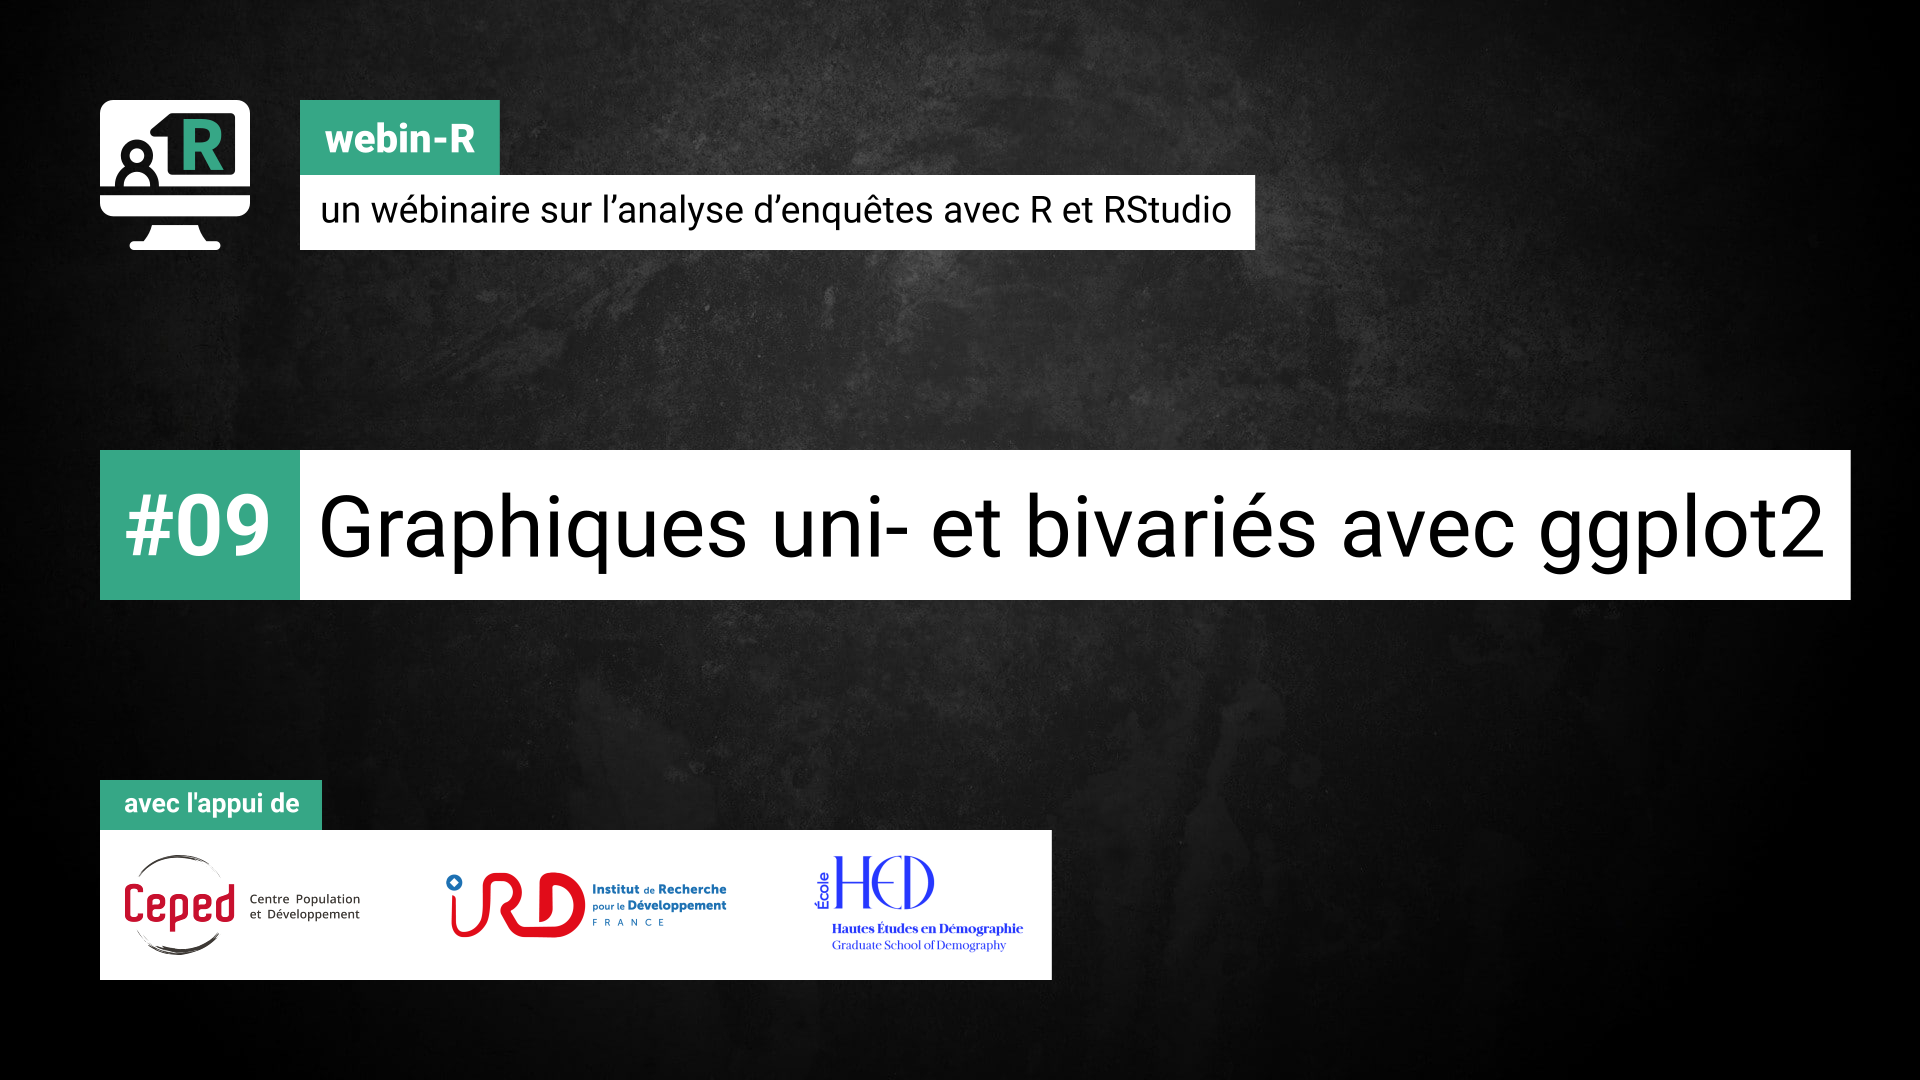 R
webin-R
un wébinaire sur l’analyse d’enquêtes avec R et RStudio
#09
Graphiques uni- et bivariés avec ggplot2
avec l'appui de
Ceped
Centre Population
et Développement
IRD
Institut de Recherche
pour le Développement
FRANCE
École
HED
Hautes Études en Démographie
Graduate School of Demography